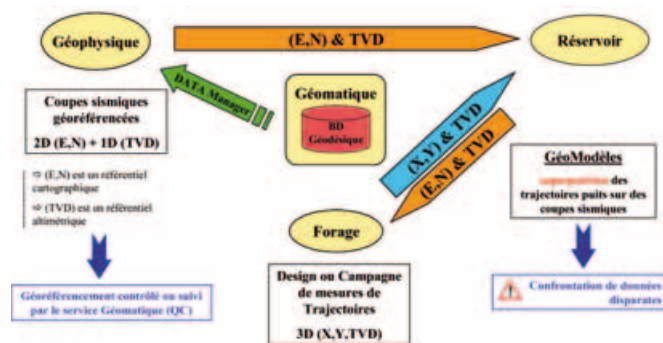 Géophysique
(E,N) & TVD
Réservoir
DATA Manager
Géomatique
BD
Géodésique
(X,Y) & TVD
(E,N) & TVD
Coupes sismiques
géoréférencées
2D (E,N) + 1D (TVD)
⇨ (E,N) est un référentiel
cartographique
⇨ (TVD) est un référentiel
altimétrique
Géoréférencement contrôlé ou suivi
par le service Géomatique (QC)
Forage
Design ou Campagne
de mesures de
Trajectoires
3D (X,Y,TVD)
GéoModèles
des
trajectoires puits sur des
coupes sismiques
Confrontation de données
disparates